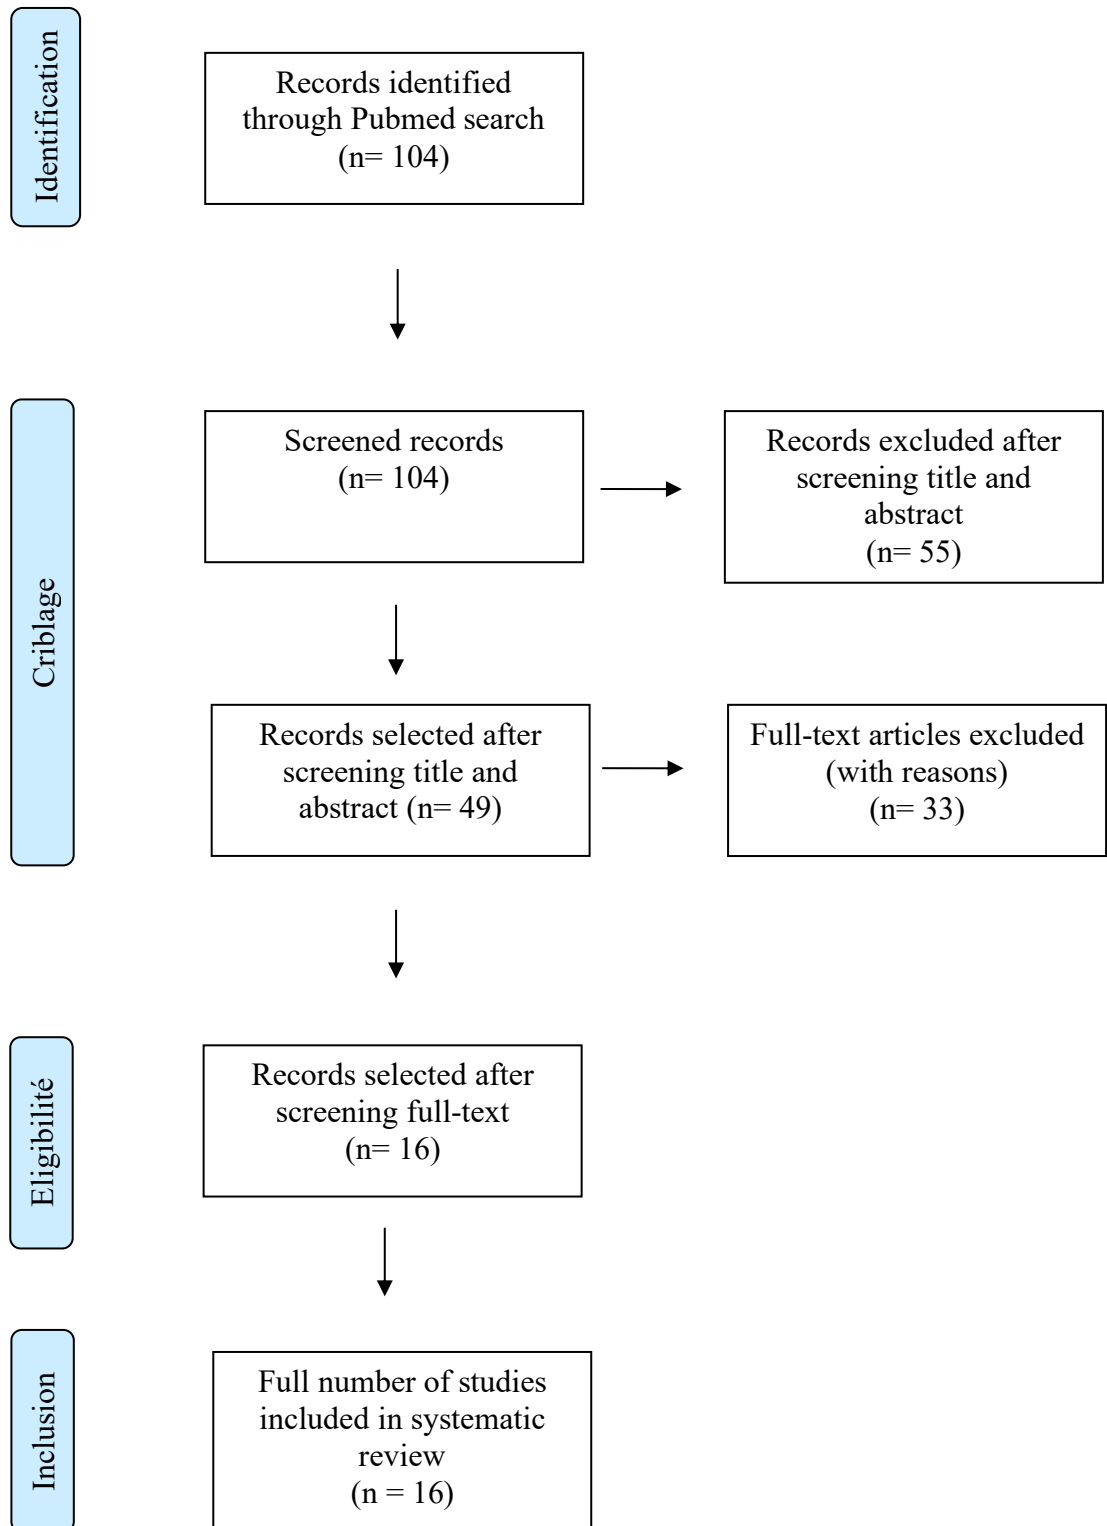 Identification
Records identified
through Pubmed search
(n= 104)
Criblage
Screened records
(n= 104)
Records excluded after
screening title and
abstract
(n= 55)
Records selected after
screening title and
abstract (n= 49)
Full-text articles excluded
(with reasons)
(n= 33)
Eligibilité
Records selected after
screening full-text
(n= 16)
Inclusion
Full number of studies
included in systematic
review
(n = 16)